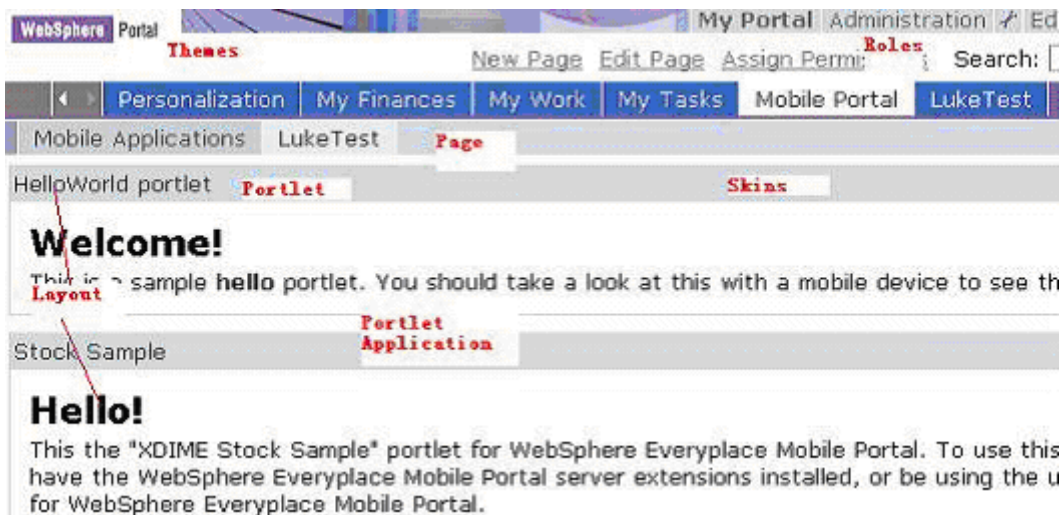 WebSphere Portal
My Portal Administration Ed
Themes
Roles
New Page Edit Page Assign Permi Search:
Personalization My Finances My Work My Tasks Mobile Portal LukeTest
Mobile Applications LukeTest Page
HelloWorld portlet Portlet Skins
Welcome!
This is a sample hello portlet. You should take a look at this with a mobile device to see th
Layout
Portlet
Application
Stock Sample
Hello!
This the "XDIME Stock Sample" portlet for WebSphere Everyplace Mobile Portal. To use this
have the WebSphere Everyplace Mobile Portal server extensions installed, or be using the u
for WebSphere Everyplace Mobile Portal.